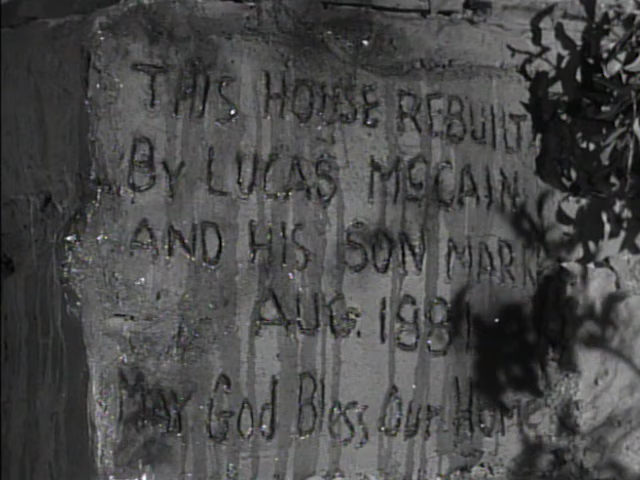 THIS HOUSE REBUILT
BY LUCAS McCAIN
AND HIS SON MARK
AUG. 1881
MAY God Bless Our Home